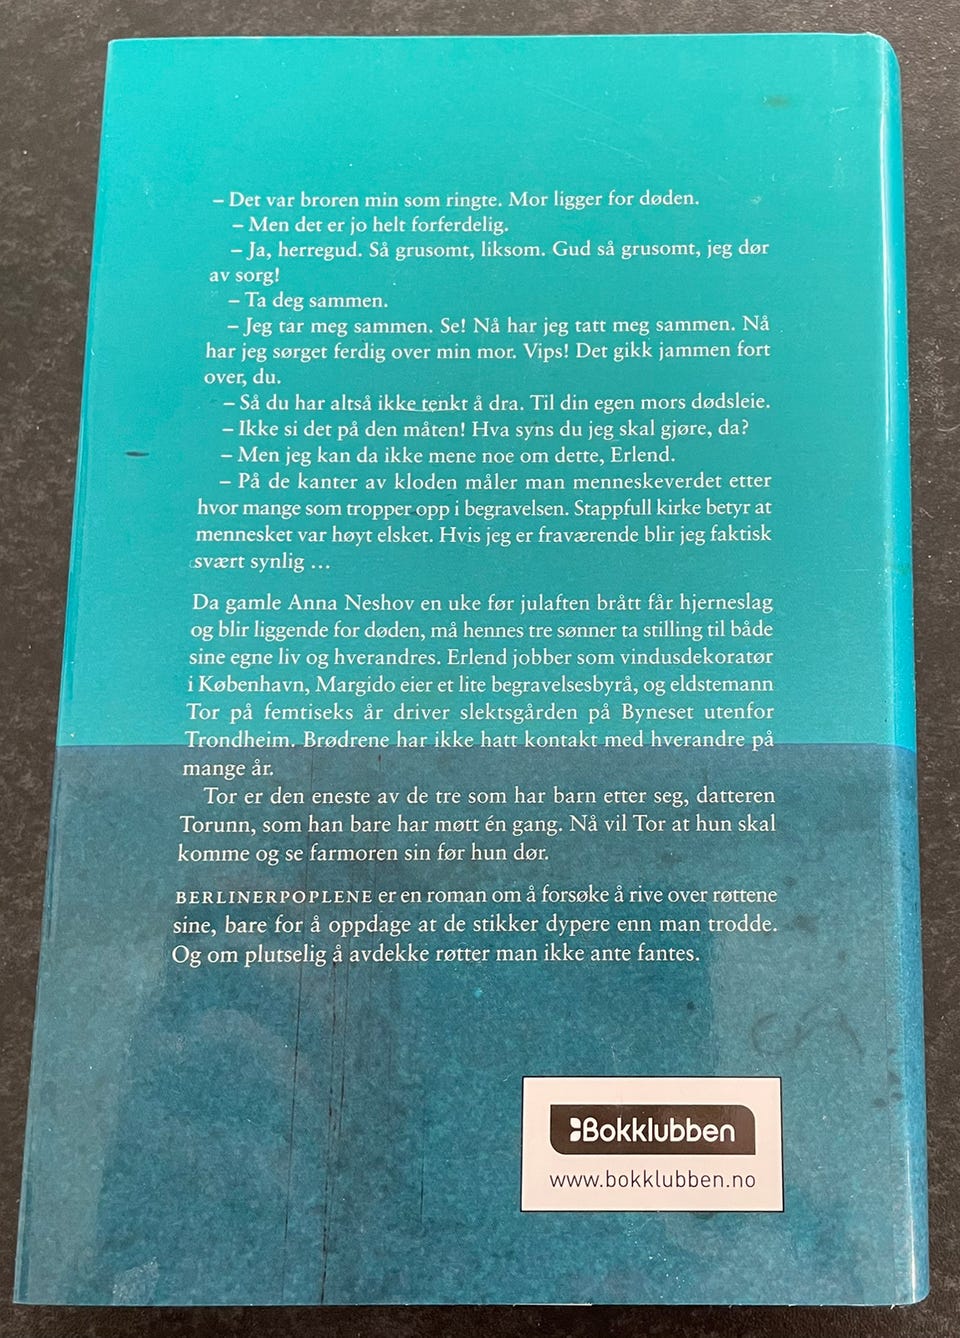 – Det var broren min som ringte. Mor ligger for døden.
– Men det er jo helt forferdelig.
– Ja, herregud. Så grusomt, liksom. Gud så grusomt, jeg dør
av sorg!
– Ta deg sammen.
– Jeg tar meg sammen. Se! Nå har jeg tatt meg sammen. Nå
har jeg sørget ferdig over min mor. Vips! Det gikk jammen fort
over, du.
– Så du har altså ikke tenkt å dra. Til din egen mors dødsleie.
– Ikke si det på den måten! Hva syns du jeg skal gjøre, da?
– Men jeg kan da ikke mene noe om dette, Erlend.
– På de kanter av kloden måler man menneskeverdet etter
hvor mange som tropper opp i begravelsen. Stappfull kirke betyr at
mennesket var høyt elsket. Hvis jeg er fraværende blir jeg faktisk
svært synlig …
Da gamle Anna Neshov en uke før julaften brått får hjerneslag
og blir liggende for døden, må hennes tre sønner ta stilling til både
sine egne liv og hverandres. Erlend jobber som vindusdekoratør
i København, Margido eier et lite begravelsesbyrå, og eldstemann
Tor på femtiseks år driver slektsgården på Byneset utenfor
Trondheim. Brødrene har ikke hatt kontakt med hverandre på
mange år.
Tor er den eneste av de tre som har barn etter seg, datteren
Torunn, som han bare har møtt én gang. Nå vil Tor at hun skal
komme og se farmoren sin før hun dør.
BERLINERPOPLENE er en roman om å forsøke å rive over røttene
sine, bare for å oppdage at de stikker dypere enn man trodde.
Og om plutselig å avdekke røtter man ikke ante fantes.
Bokklubben
www.bokklubben.no